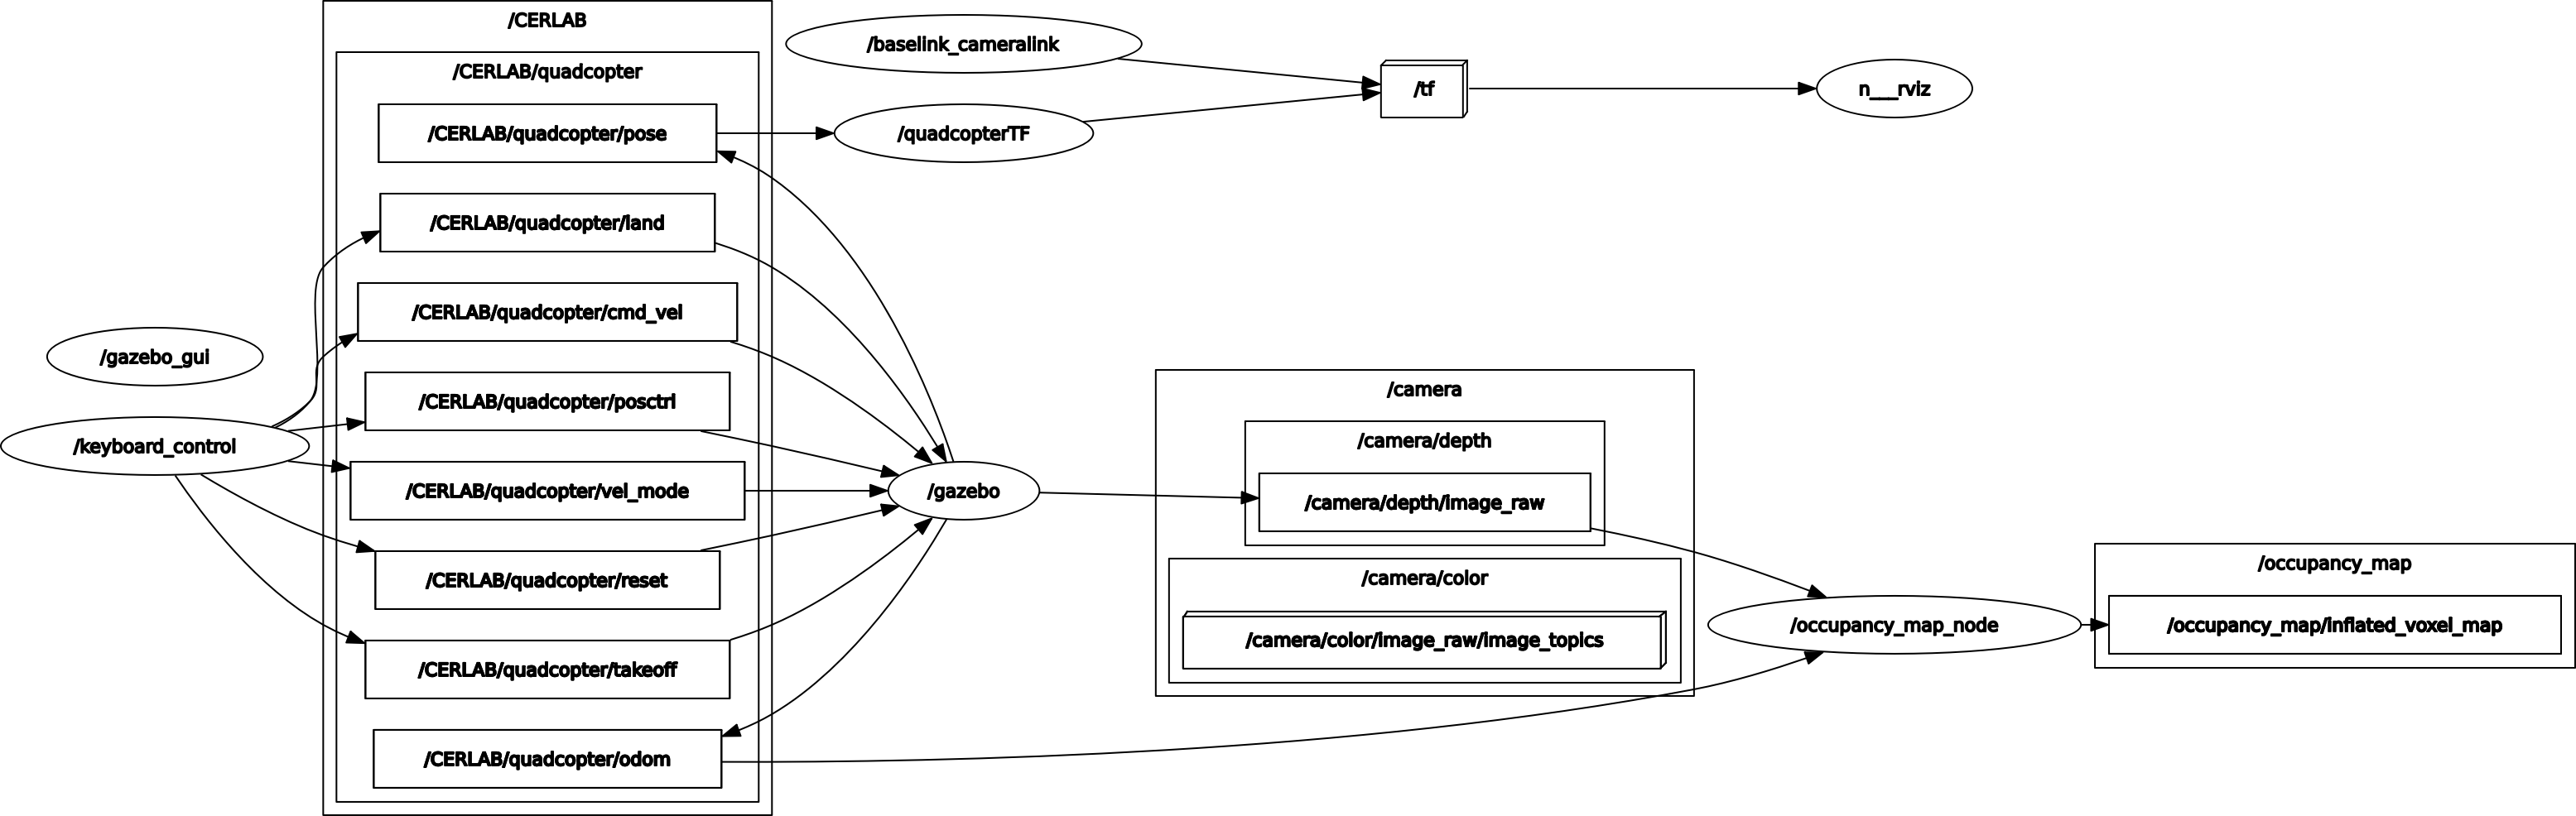 /CERLAB
/CERLAB/quadcopter
/CERLAB/quadcopter/pose
/CERLAB/quadcopter/land
/CERLAB/quadcopter/cmd_vel
/CERLAB/quadcopter/posctrl
/CERLAB/quadcopter/vel_mode
/CERLAB/quadcopter/reset
/CERLAB/quadcopter/takeoff
/CERLAB/quadcopter/odom
/gazebo_gui
/keyboard_control
/baselink_cameralink
/quadcopterTF
/tf
n___rviz
/gazebo
/camera
/camera/depth
/camera/depth/image_raw
/camera/color
/camera/color/image_raw/image_topics
/occupancy_map_node
/occupancy_map
/occupancy_map/inflated_voxel_map